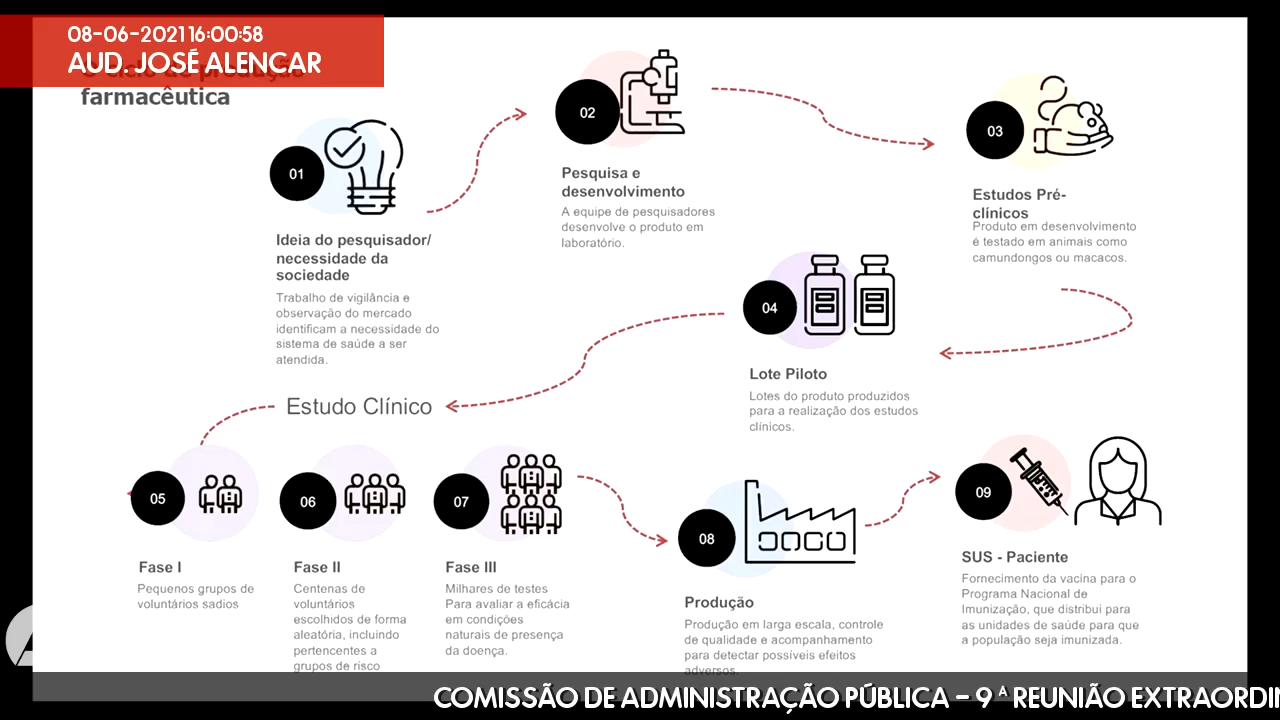 08-06-2021 16:00:58
AUD. JOSÉ ALENCAR
farmacêutica
01
Ideia do pesquisador/
necessidade da
sociedade
Trabalho de vigilância e
observação do mercado
identificam a necessidade do
sistema de saúde a ser
atendida.
02
Pesquisa e
desenvolvimento
A equipe de pesquisadores
desenvolve o produto em
laboratório.
03
Estudos Pré-
clínicos
Produto em desenvolvimento
é testado em animais como
camundongos ou macacos.
04
Lote Piloto
Lotes do produto produzidos
para a realização dos estudos
clínicos.
Estudo Clínico
05
Fase I
Pequenos grupos de
voluntários sadios
06
Fase II
Centenas de
voluntários
escolhidos de forma
aleatória, incluindo
pertencentes a
grupos de risco
07
Fase III
Milhares de testes
Para avaliar a eficácia
em condições
naturais de presença
da doença.
08
Produção
Produção em larga escala, controle
de qualidade e acompanhamento
para detectar possíveis efeitos
adversos.
09
SUS - Paciente
Fornecimento da vacina para o
Programa Nacional de
Imunização, que distribui para
as unidades de saúde para que
a população seja imunizada.
COMISSÃO DE ADMINISTRAÇÃO PÚBLICA – 9 ª REUNIÃO EXTRAORDIN